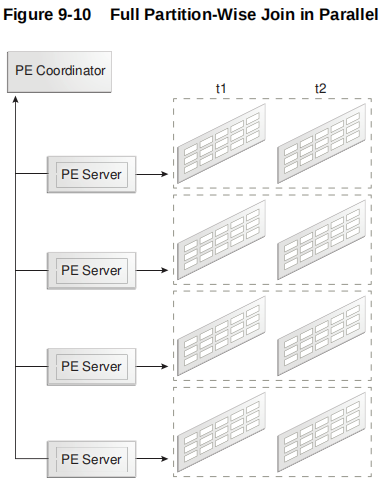 Figure 9-10 Full Partition-Wise Join in Parallel
PE Coordinator
t1 t2
PE Server
PE Server
PE Server
PE Server